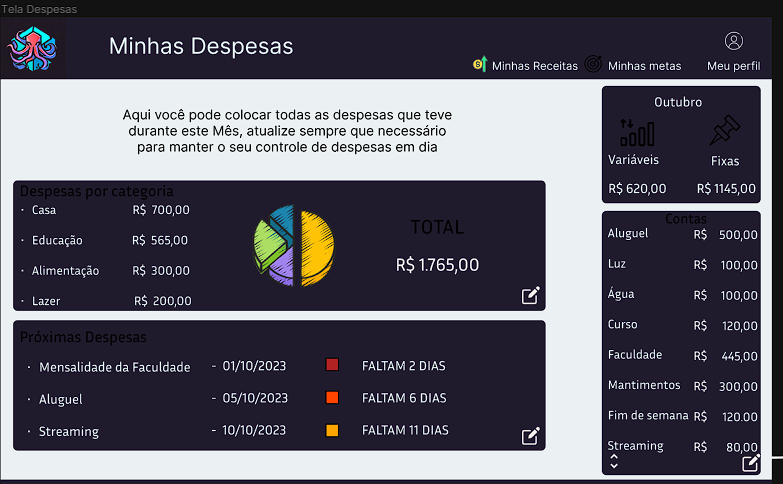 Tela Despesas
Minhas Despesas
Minhas Receitas
Minhas metas
Meu perfil
Aqui você pode colocar todas as despesas que teve
durante este Mês, atualize sempre que necessário
para manter o seu controle de despesas em dia
Despesas por categoria
· Casa R$ 700,00
· Educação R$ 565,00
· Alimentação R$ 300,00
· Lazer R$ 200,00
TOTAL
R$ 1.765,00
Próximas Despesas
· Mensalidade da Faculdade - 01/10/2023 FALTAM 2 DIAS
· Aluguel - 05/10/2023 FALTAM 6 DIAS
· Streaming - 10/10/2023 FALTAM 11 DIAS
Outubro
Variáveis Fixas
R$ 620,00 R$ 1145,00
Contas
Aluguel R$ 500,00
Luz R$ 100,00
Água R$ 100,00
Curso R$ 120,00
Faculdade R$ 445,00
Mantimentos R$ 300,00
Fim de semana R$ 120.00
Streaming R$ 80,00